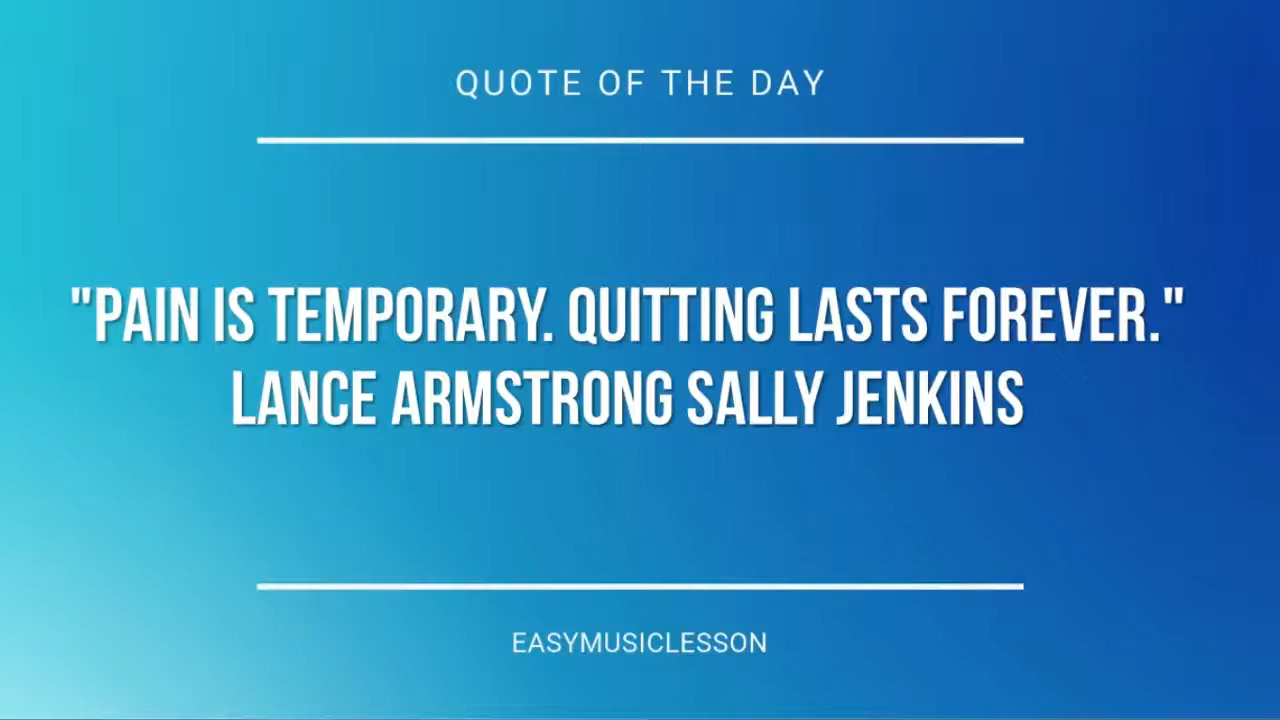 QUOTE OF THE DAY
"PAIN IS TEMPORARY. QUITTING LASTS FOREVER."
LANCE ARMSTRONG SALLY JENKINS
EASYMUSICLESSON